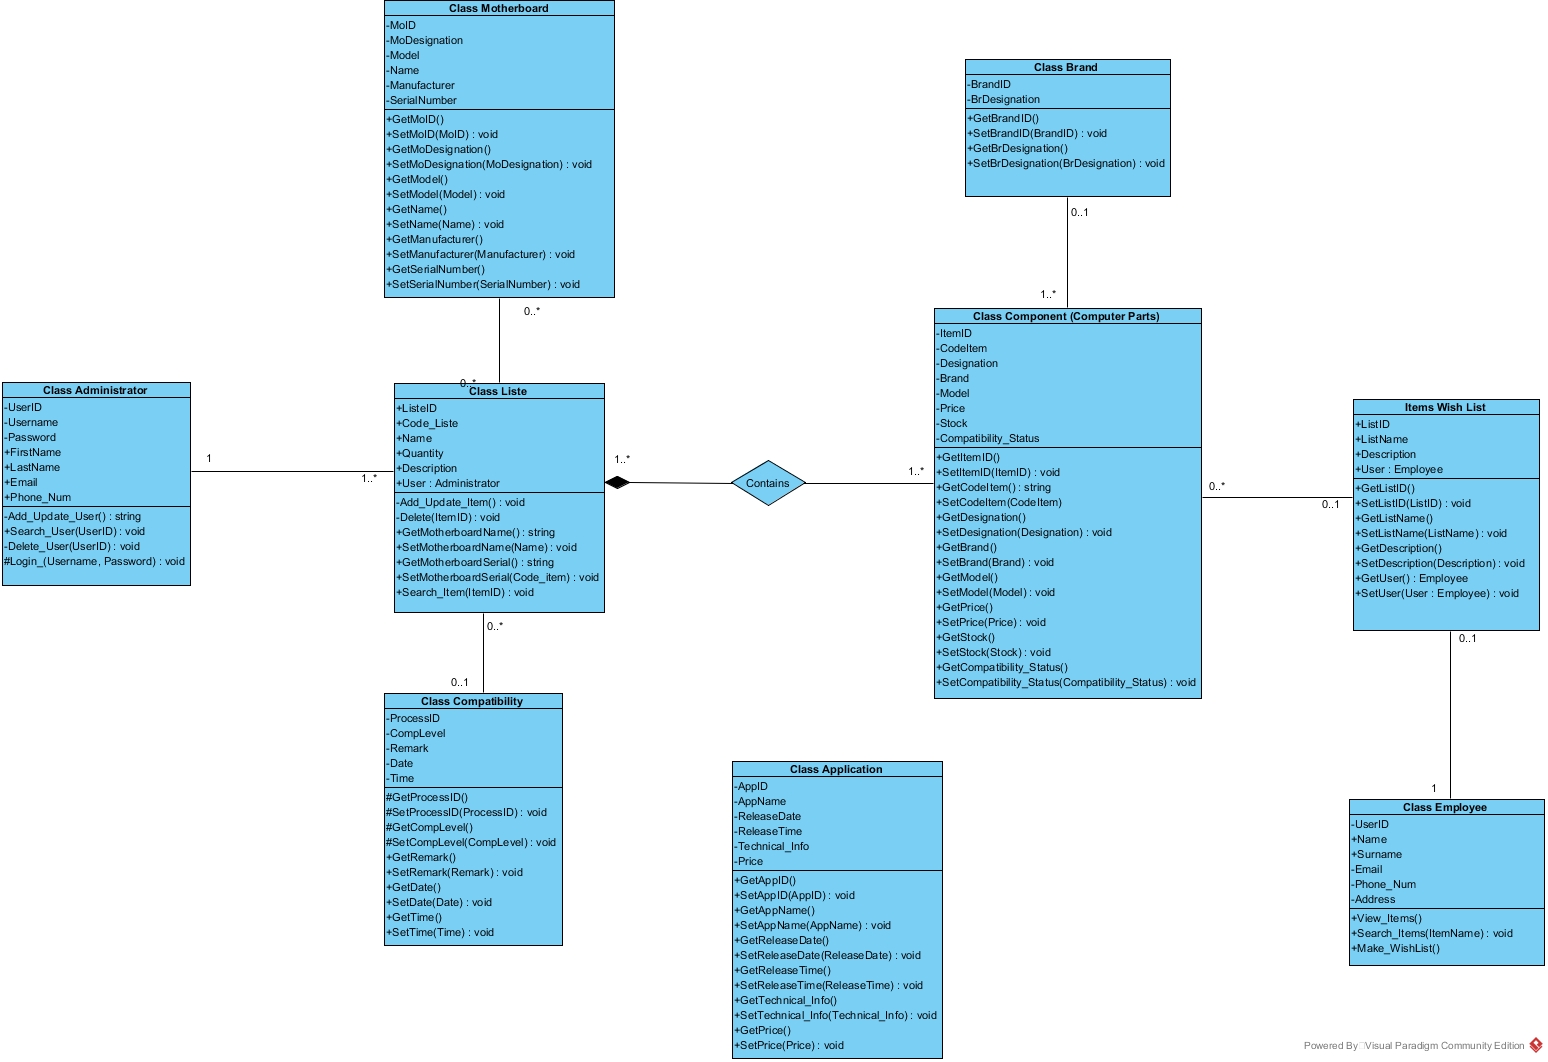 Class Motherboard
-MoID
-MoDesignation
-Model
-Name
-Manufacturer
-SerialNumber
+GetMoID()
+SetMoID(MoID) : void
+GetMoDesignation()
+SetMoDesignation(MoDesignation) : void
+GetModel()
+SetModel(Model) : void
+GetName()
+SetName(Name) : void
+GetManufacturer()
+SetManufacturer(Manufacturer) : void
+GetSerialNumber()
+SetSerialNumber(SerialNumber) : void
0..*
0..*
Class Brand
-BrandID
-BrDesignation
+GetBrandID()
+SetBrandID(BrandID) : void
+GetBrDesignation()
+SetBrDesignation(BrDesignation) : void
0..1
1..*
Class Administrator
-UserID
-Username
-Password
+FirstName
+LastName
+Email
+Phone_Num
-Add_Update_User() : string
+Search_User(UserID) : void
-Delete_User(UserID) : void
#Login_(Username, Password) : void
1
1..*
Class Liste
+ListeID
+Code_Liste
+Name
+Quantity
+Description
+User : Administrator
-Add_Update_Item() : void
-Delete(ItemID) : void
+GetMotherboardName() : string
+SetMotherboardName(Name) : void
+GetMotherboardSerial() : string
+SetMotherboardSerial(Code_item) : void
+Search_Item(ItemID) : void
1..*
Contains
1..*
Class Component (Computer Parts)
-ItemID
-CodeItem
-Designation
-Brand
-Model
-Price
-Stock
-Compatibility_Status
+GetItemID()
+SetItemID(ItemID) : void
+GetCodeItem() : string
+SetCodeItem(CodeItem)
+GetDesignation()
+SetDesignation(Designation) : void
+GetBrand()
+SetBrand(Brand) : void
+GetModel()
+SetModel(Model) : void
+GetPrice()
+SetPrice(Price) : void
+GetStock()
+SetStock(Stock) : void
+GetCompatibility_Status()
+SetCompatibility_Status(Compatibility_Status) : void
0..*
0..1
Items Wish List
+ListID
+ListName
+Description
+User : Employee
+GetListID()
+SetListID(ListID) : void
+GetListName()
+SetListName(ListName) : void
+GetDescription()
+SetDescription(Description) : void
+GetUser() : Employee
+SetUser(User : Employee) : void
0..1
1
0..*
0..1
Class Compatibility
-ProcessID
-CompLevel
-Remark
-Date
-Time
#GetProcessID()
#SetProcessID(ProcessID) : void
#GetCompLevel()
#SetCompLevel(CompLevel) : void
+GetRemark()
+SetRemark(Remark) : void
+GetDate()
+SetDate(Date) : void
+GetTime()
+SetTime(Time) : void
Class Application
-AppID
-AppName
-ReleaseDate
-ReleaseTime
-Technical_Info
-Price
+GetAppID()
+SetAppID(AppID) : void
+GetAppName()
+SetAppName(AppName) : void
+GetReleaseDate()
+SetReleaseDate(ReleaseDate) : void
+GetReleaseTime()
+SetReleaseTime(ReleaseTime) : void
+GetTechnical_Info()
+SetTechnical_Info(Technical_Info) : void
+GetPrice()
+SetPrice(Price) : void
Class Employee
-UserID
+Name
+Surname
-Email
-Phone_Num
-Address
+View_Items()
+Search_Items(ItemName) : void
+Make_WishList()
Powered By Visual Paradigm Community Edition